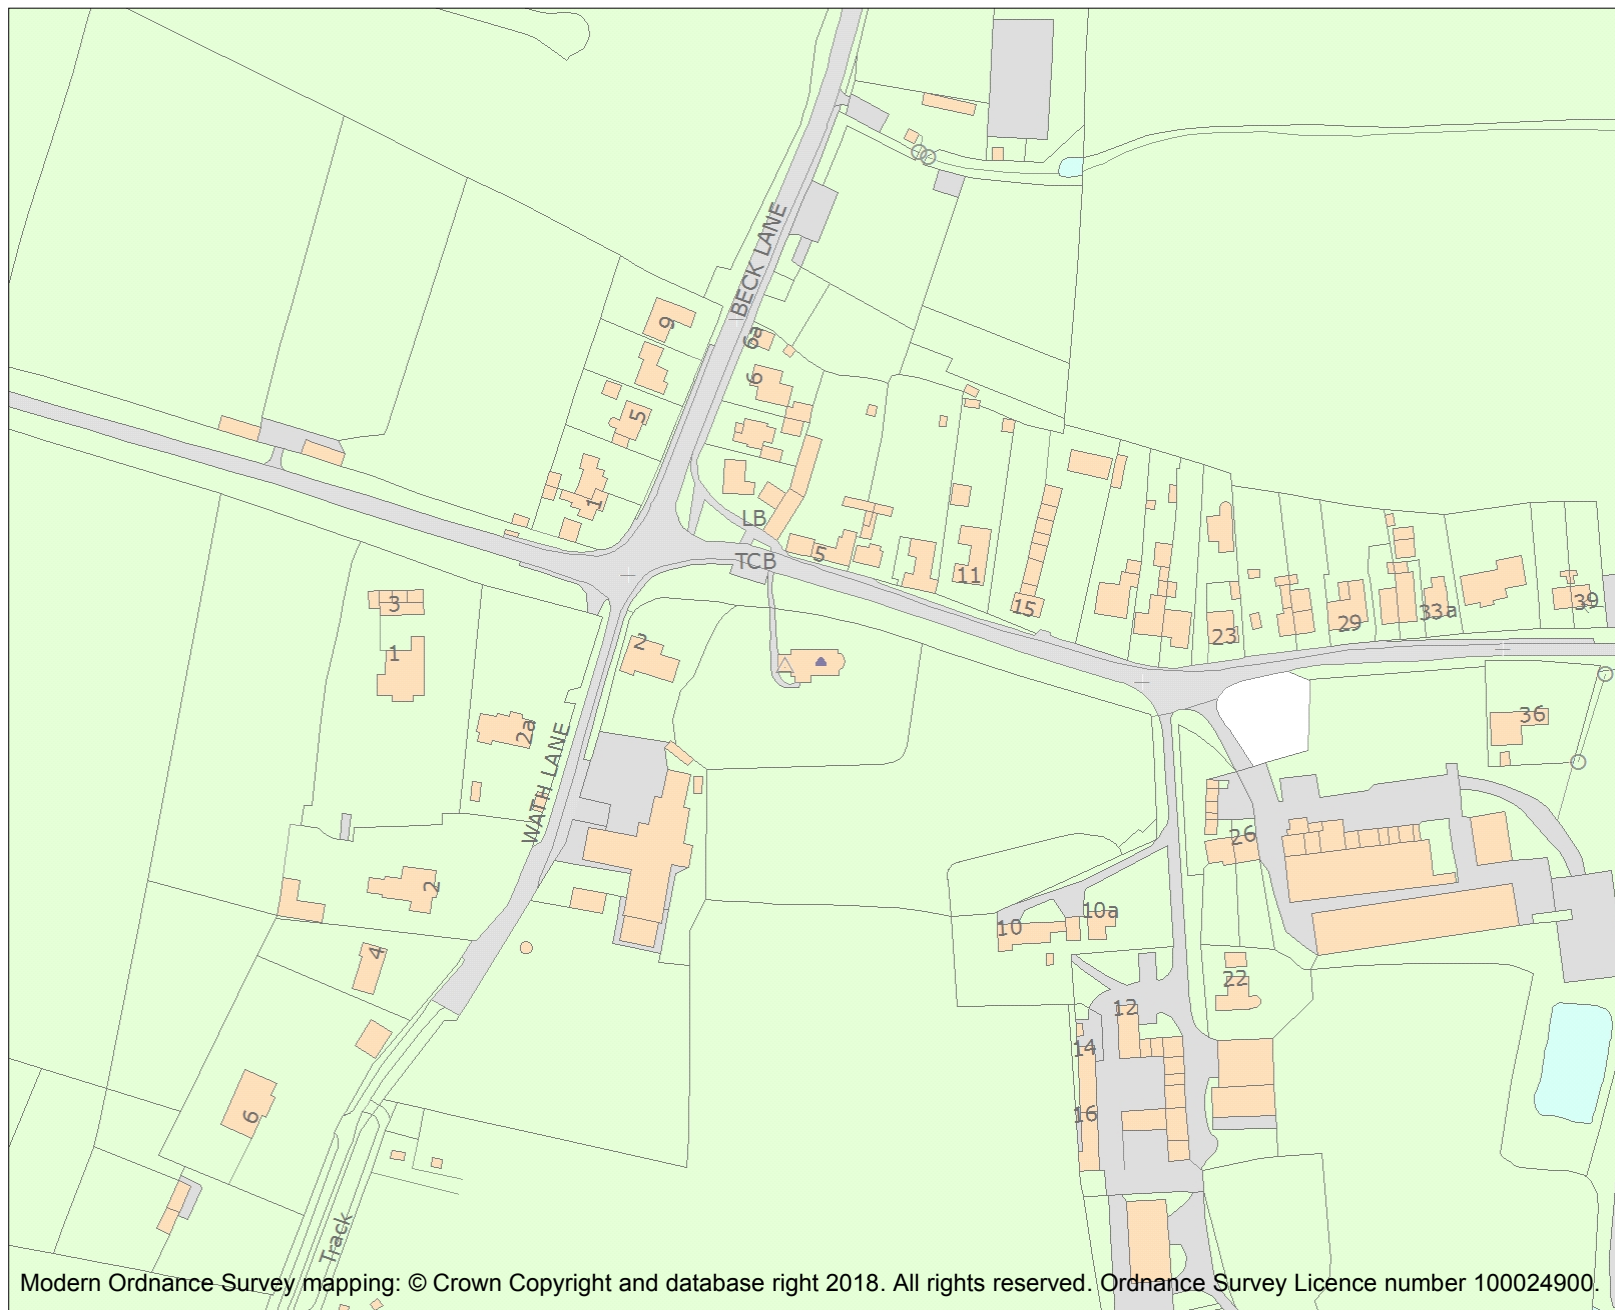 BECK LANE
9
6a
6
5
1
LB
TCB
5
11
15
23
29
33a
39
3
1
2
2a
WATH LANE
36
26
2
4
10
10a
22
12
14
16
6
Track
Modern Ordnance Survey mapping: © Crown Copyright and database right 2018. All rights reserved. Ordnance Survey Licence number 100024900.